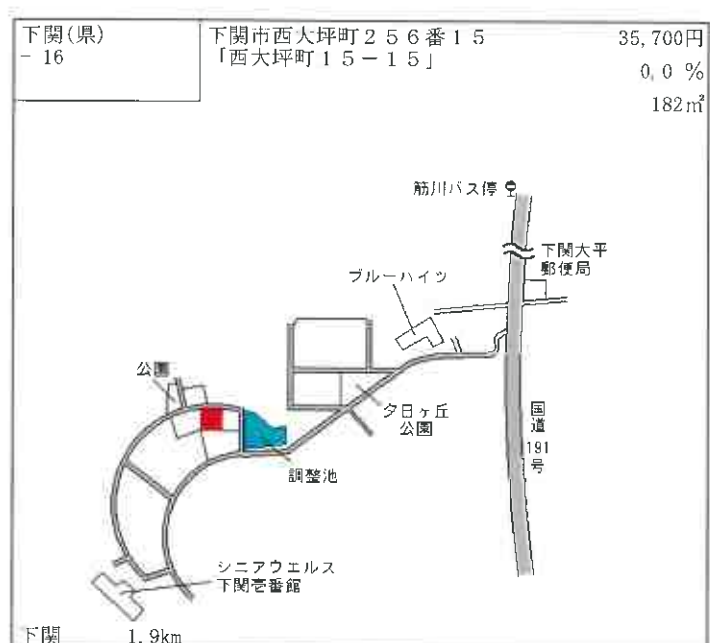 下関(県)
- 16
下関市西大坪町256番15
「西大坪町15-15」
35,700円
0.0 %
182㎡
筋川バス停
下関大平
郵便局
ブルーハイツ
公園
夕日ヶ丘
公園
国道
191
号
調整池
シニアウエルス
下関壱番館
下関 1.9km